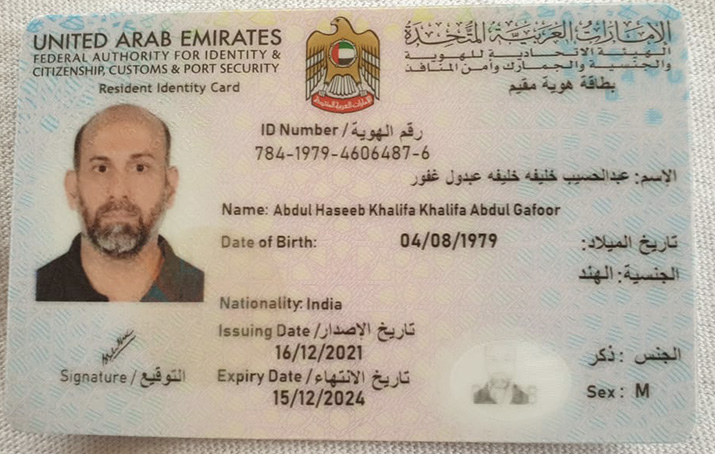 UNITED ARAB EMIRATES
FEDERAL AUTHORITY FOR IDENTITY &
CITIZENSHIP, CUSTOMS & PORT SECURITY
Resident Identity Card
الإمارات العربية المتحدة
الهيئة الاتحادية للهوية
والجنسية والجمارك وأمن المنافذ
بطاقة هوية مقيم
ID Number / رقم الهوية
784-1979-4606487-6
الإسم: عبدالحسيب خليفه خليفه عبدول غفور
Name: Abdul Haseeb Khalifa Khalifa Abdul Gafoor
Date of Birth: 04/08/1979 تاريخ الميلاد:
الجنسية: الهند
Nationality: India
Issuing Date / تاريخ الإصدار
16/12/2021
الجنس : ذكر
Signature / التوقيع
Expiry Date / تاريخ الانتهاء
15/12/2024
Sex : M